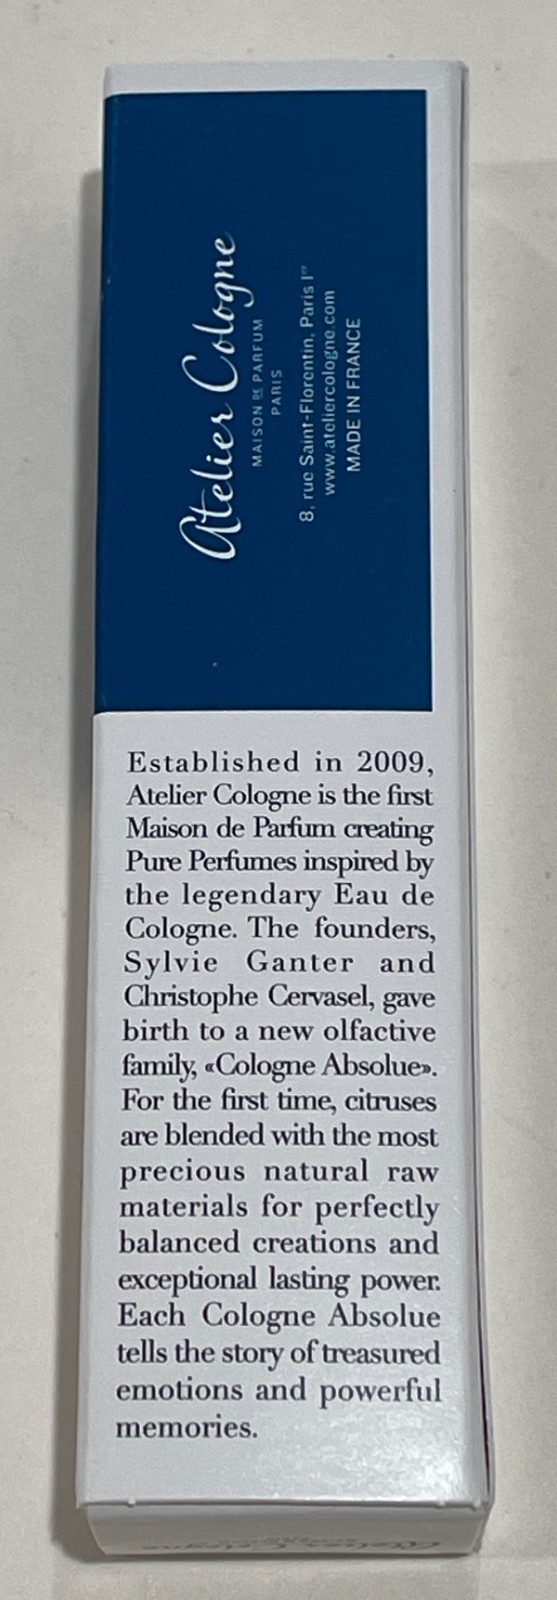 Atelier Cologne
MAISON DE PARFUM
PARIS
8, rue Saint-Florentin, Paris Ier
www.ateliercologne.com
MADE IN FRANCE
Established in 2009,
Atelier Cologne is the first
Maison de Parfum creating
Pure Perfumes inspired by
the legendary Eau de
Cologne. The founders,
Sylvie Ganter and
Christophe Cervasel, gave
birth to a new olfactive
family, «Cologne Absolue».
For the first time, citruses
are blended with the most
precious natural raw
materials for perfectly
balanced creations and
exceptional lasting power.
Each Cologne Absolue
tells the story of treasured
emotions and powerful
memories.
Atelier Cologne